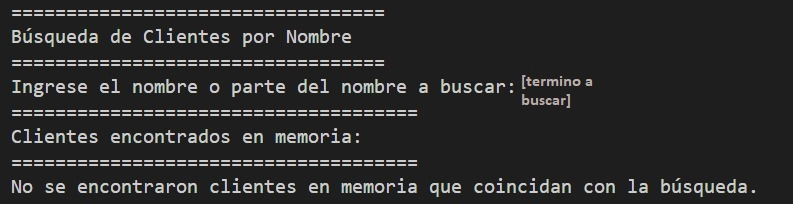 ==================================
Búsqueda de Clientes por Nombre
==================================
Ingrese el nombre o parte del nombre a buscar: [termino a
buscar]
=====================================
Clientes encontrados en memoria:
=====================================
No se encontraron clientes en memoria que coincidan con la búsqueda.